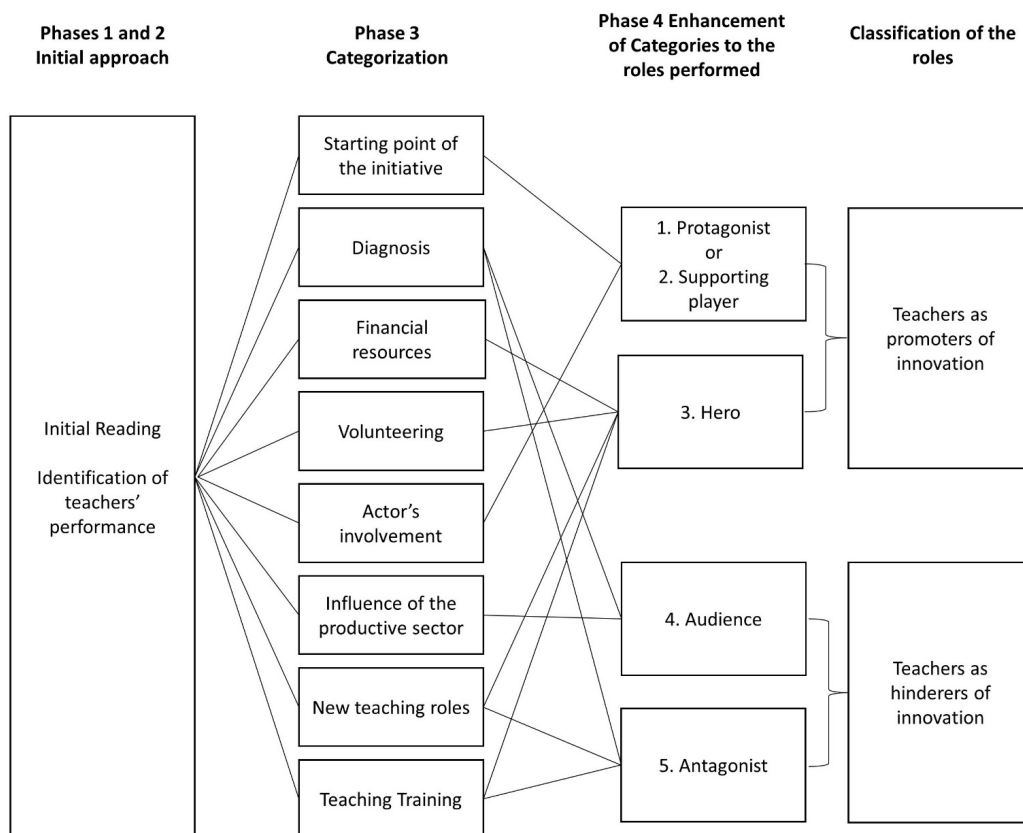 Phases 1 and 2
Initial approach
Phase 3
Categorization
Phase 4 Enhancement
of Categories to the
roles performed
Classification of the
roles
Initial Reading
Identification of
teachers’
performance
Starting point of
the initiative
Diagnosis
Financial
resources
Volunteering
Actor’s
involvement
Influence of the
productive sector
New teaching roles
Teaching Training
1. Protagonist
or
2. Supporting
player
3. Hero
4. Audience
5. Antagonist
Teachers as
promoters of
innovation
Teachers as
hinderers of
innovation